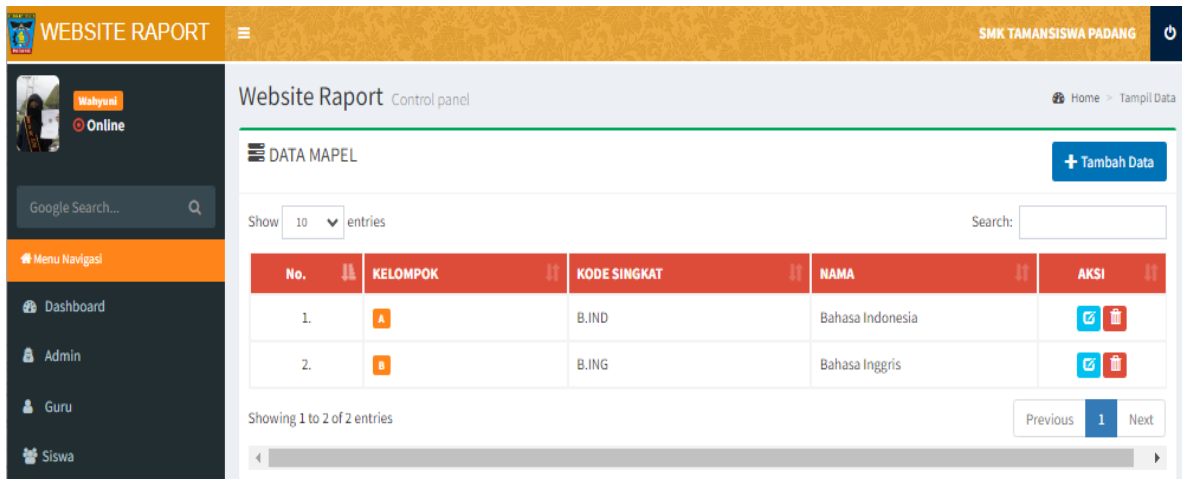 WEBSITE RAPORT
SMK TAMANSISWA PADANG
Wahyuni
Online
Website Raport Control panel
Home > Tampil Data
DATA MAPEL
Tambah Data
Google Search...
Show 10 entries
Search:
Menu Navigasi
No. KELOMPOK KODE SINGKAT NAMA AKSI
1. A B.IND Bahasa Indonesia
2. B B.ING Bahasa Inggris
Dashboard
Admin
Guru
Siswa
Showing 1 to 2 of 2 entries
Previous 1 Next